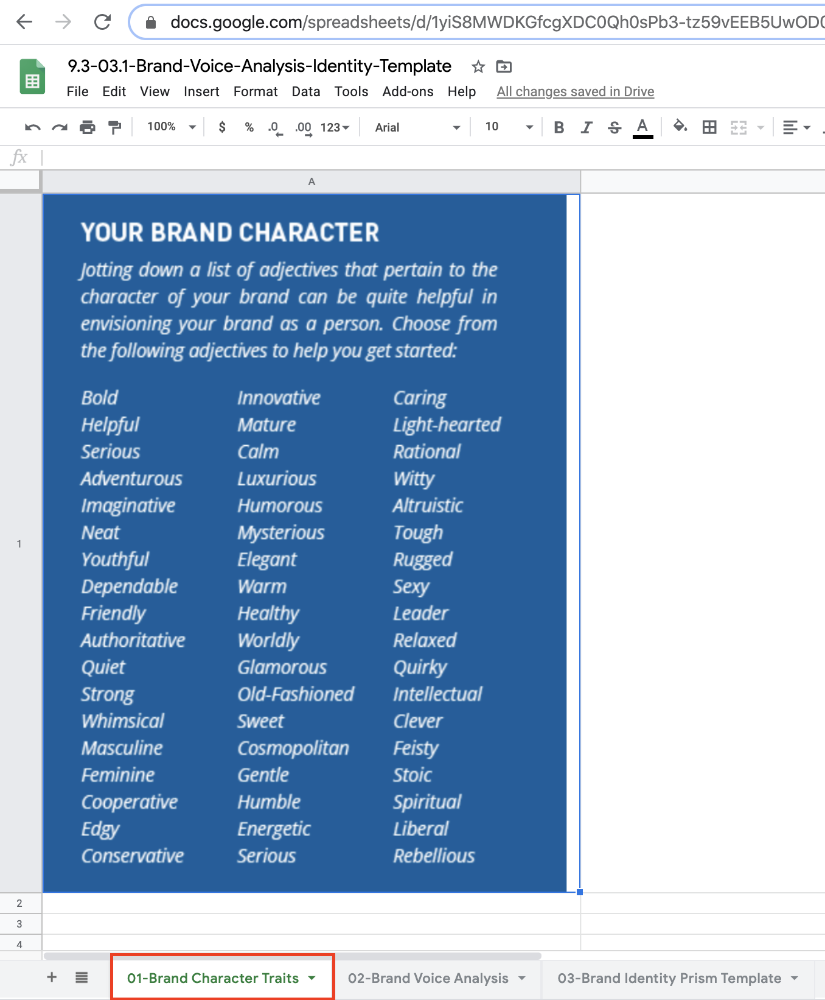 docs.google.com/spreadsheets/d/1yiS8MWDKGfcgXDC0Qh0sPb3-tz59vEEB5UwOD0
9.3-03.1-Brand-Voice-Analysis-Identity-Template
File Edit View Insert Format Data Tools Add-ons Help All changes saved in Drive
100% $ % .0 .00 123 Arial 10 B I S A
fx
A
1
YOUR BRAND CHARACTER
Jotting down a list of adjectives that pertain to the
character of your brand can be quite helpful in
envisioning your brand as a person. Choose from
the following adjectives to help you get started:
Bold Innovative Caring
Helpful Mature Light-hearted
Serious Calm Rational
Adventurous Luxurious Witty
Imaginative Humorous Altruistic
Neat Mysterious Tough
Youthful Elegant Rugged
Dependable Warm Sexy
Friendly Healthy Leader
Authoritative Worldly Relaxed
Quiet Glamorous Quirky
Strong Old-Fashioned Intellectual
Whimsical Sweet Clever
Masculine Cosmopolitan Feisty
Feminine Gentle Stoic
Cooperative Humble Spiritual
Edgy Energetic Liberal
Conservative Serious Rebellious
2
3
4
01-Brand Character Traits 02-Brand Voice Analysis 03-Brand Identity Prism Template